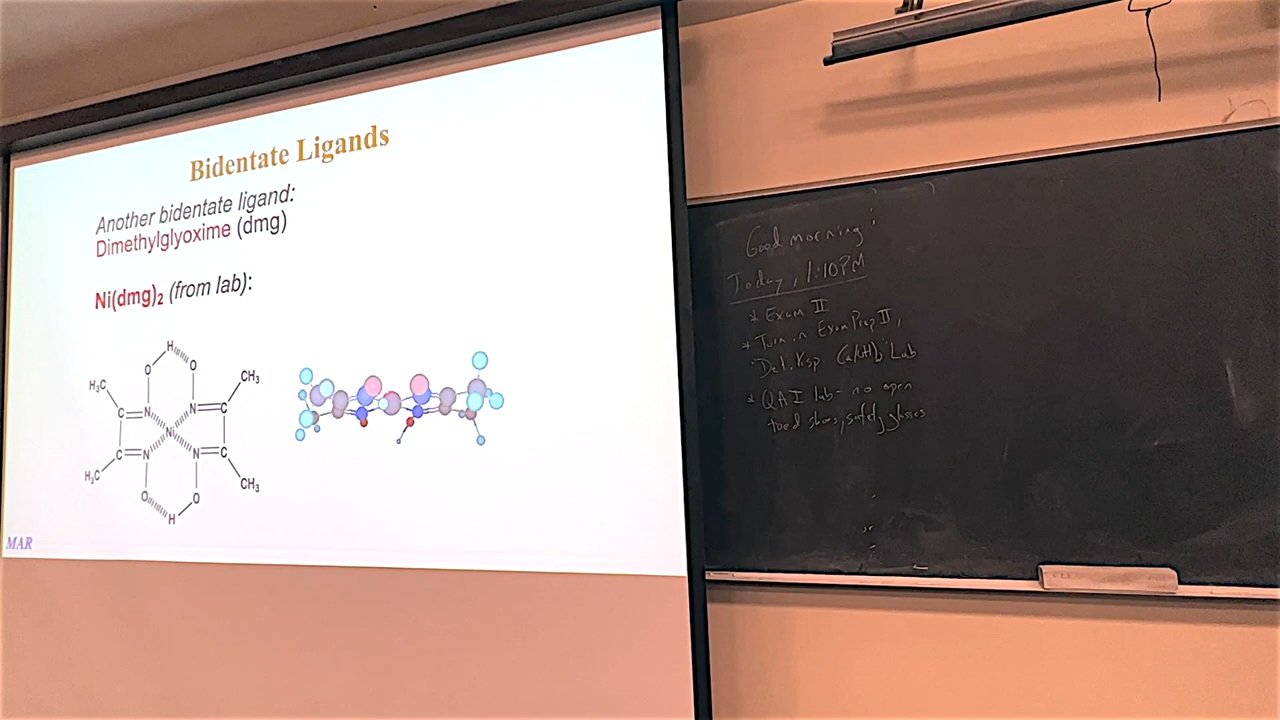 Bidentate Ligands
Another bidentate ligand:
Dimethylglyoxime (dmg)
Ni(dmg)₂ (from lab):
H
O O
H₃C CH₃
C N N C
Ni
C N N C
H₃C CH₃
O O
H
MAR
Good morning:
Today, 1:10PM
* Exam II
* Turn in Exam Prep II,
"Det. Ksp Ca(OH)₂" Lab
* QA I lab - no open
toed shoes, safety glasses